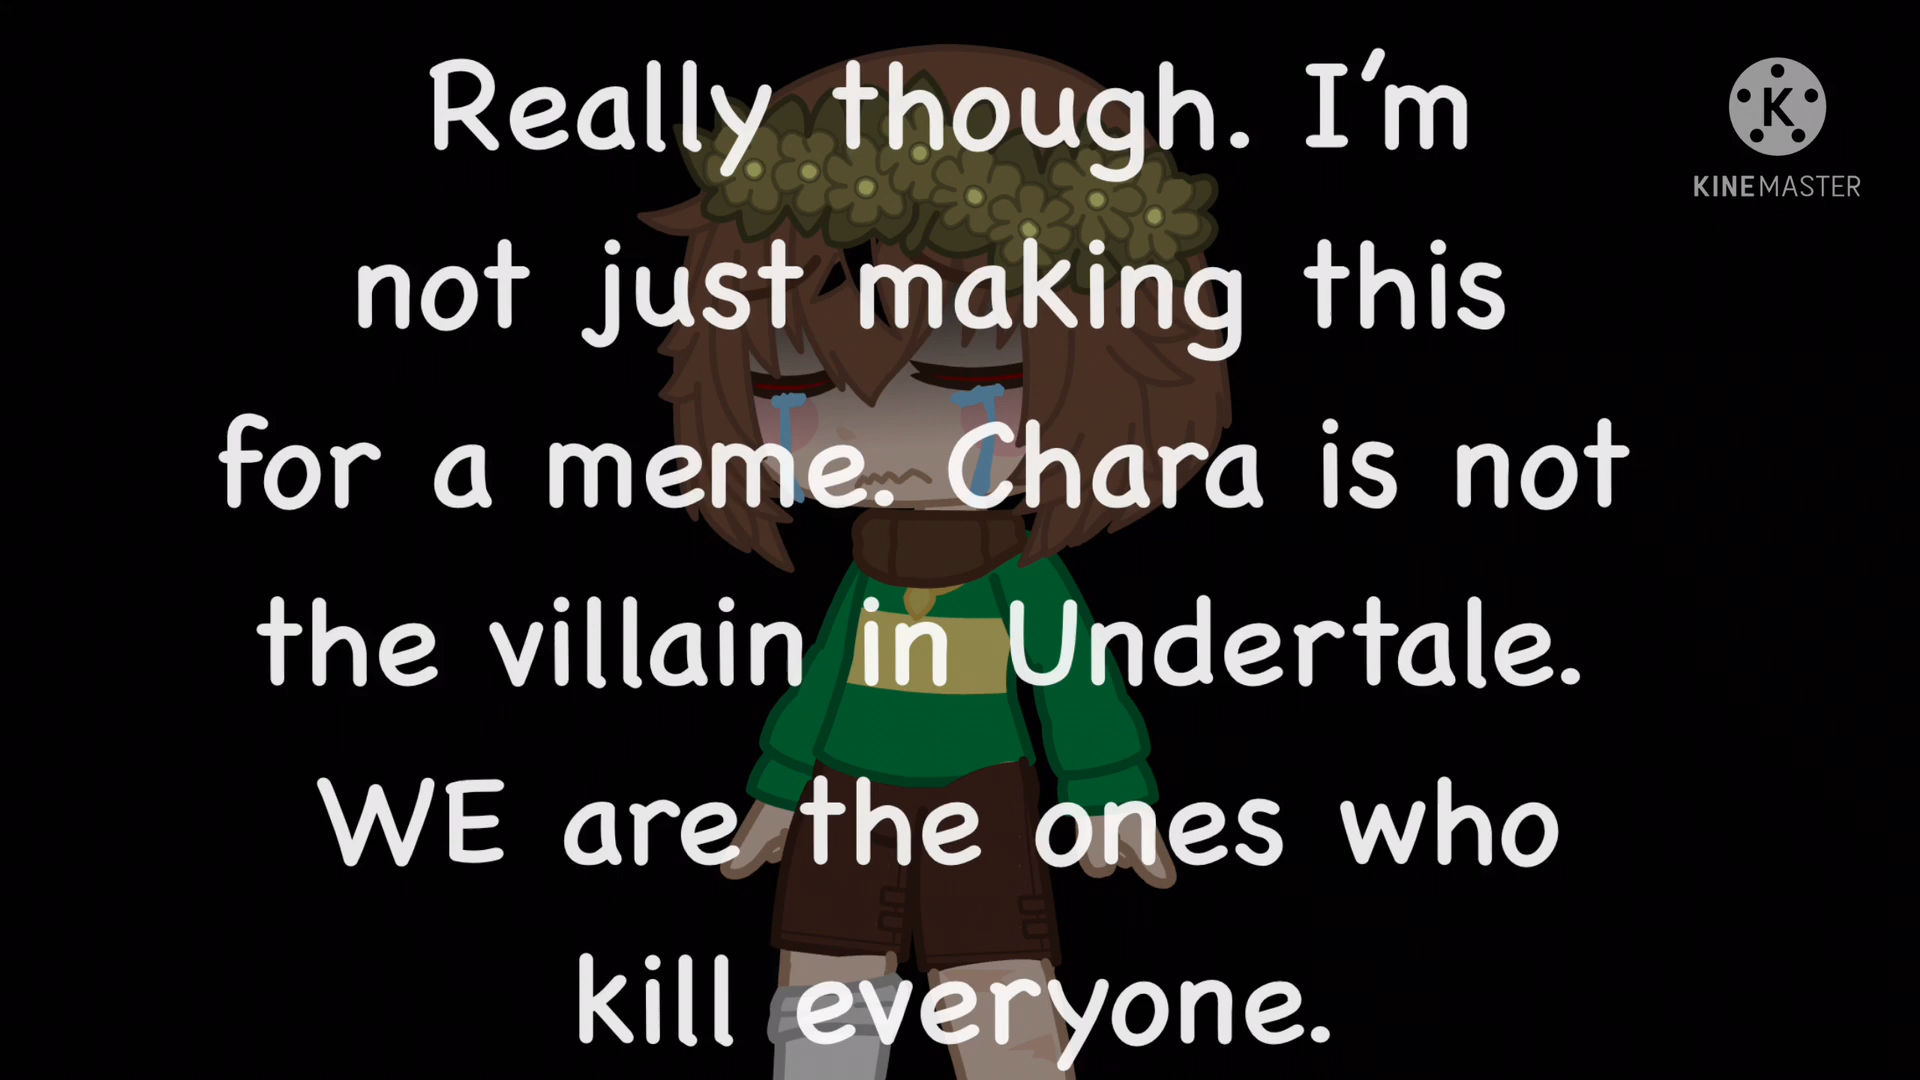 Really though. I'm
not just making this
for a meme. Chara is not
the villain in Undertale.
WE are the ones who
kill everyone.
K
KINEMASTER